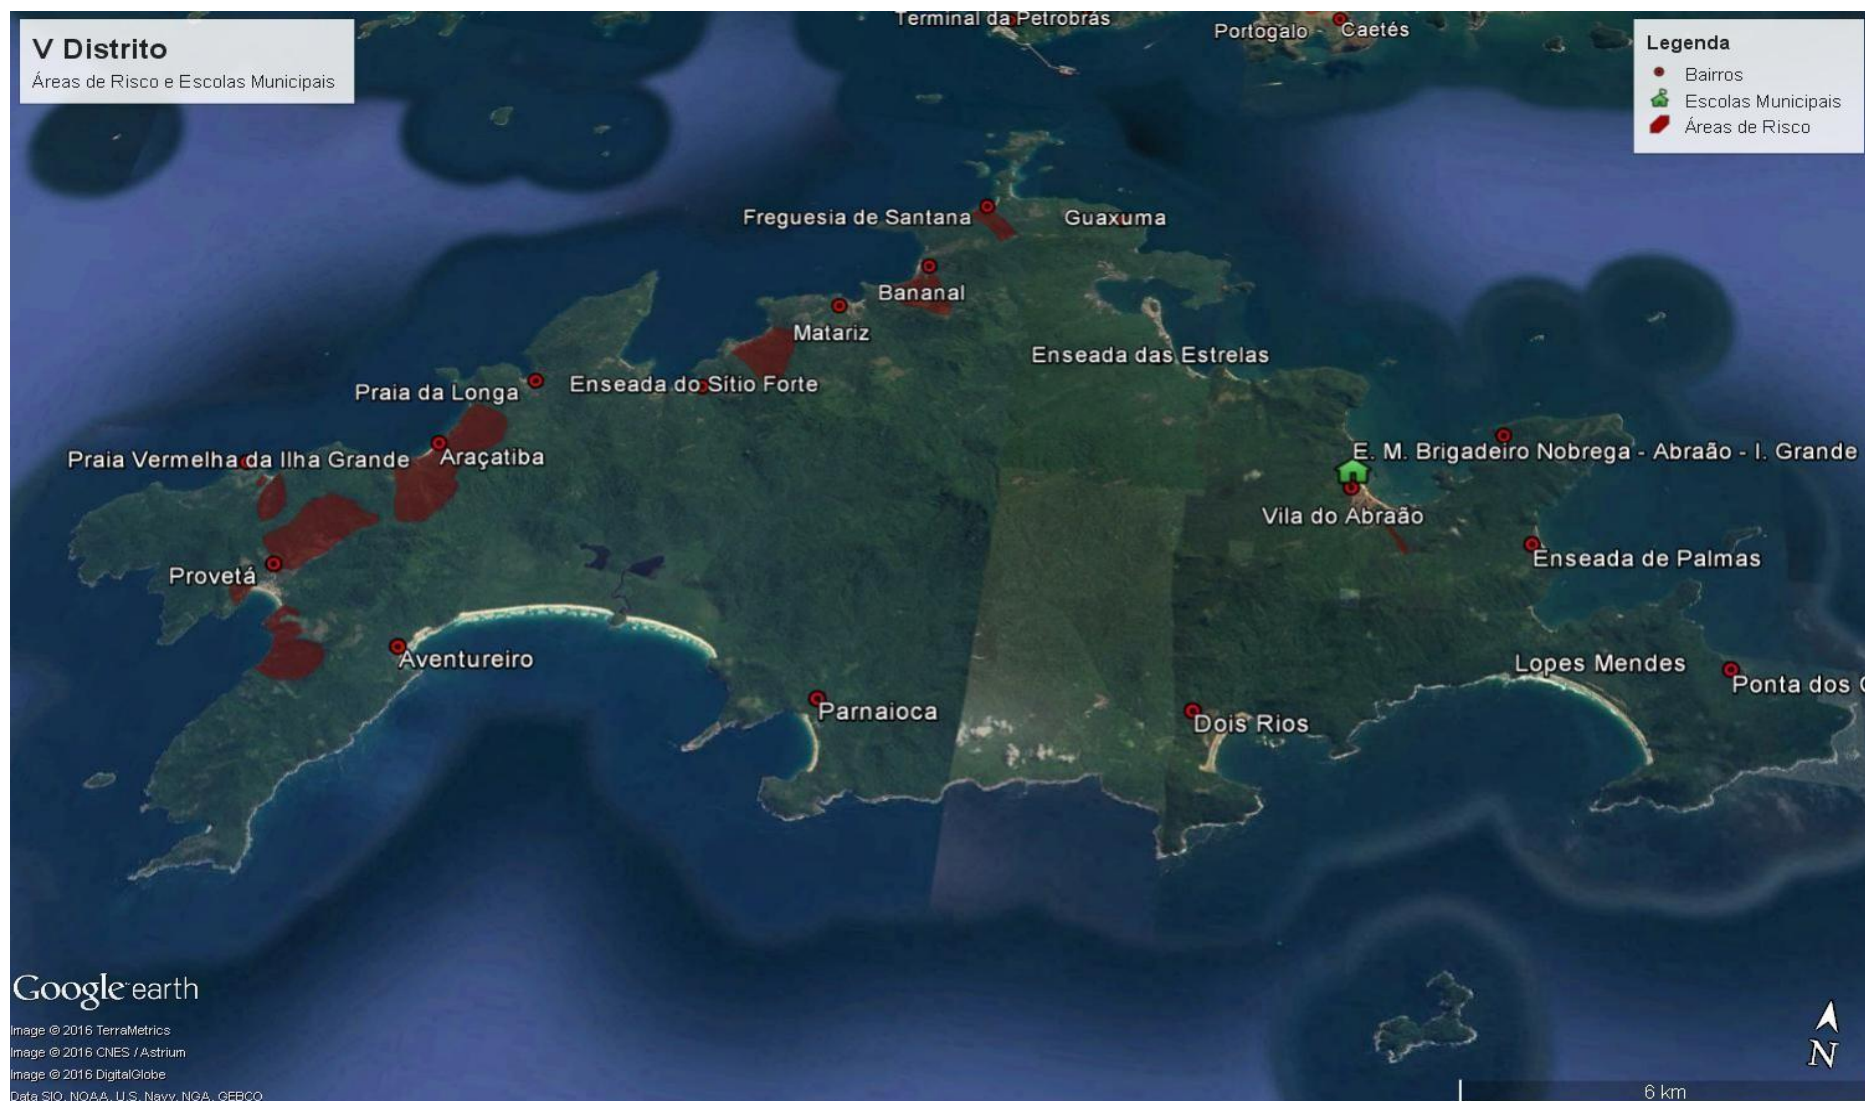 Terminal da Petrobrás
Portogalo
Caetés
V Distrito
Áreas de Risco e Escolas Municipais
Legenda
Bairros
Escolas Municipais
Áreas de Risco
Freguesia de Santana
Guaxuma
Bananal
Matariz
Enseada das Estrelas
Praia da Longa
Enseada do Sítio Forte
Praia Vermelha da Ilha Grande
Araçatiba
E. M. Brigadeiro Nobrega - Abraão - I. Grande
Vila do Abraão
Enseada de Palmas
Provetá
Aventureiro
Lopes Mendes
Ponta dos
Parnaioca
Dois Rios
Google earth
Image © 2016 TerraMetrics
Image © 2016 CNES / Astrium
Image © 2016 DigitalGlobe
Data SIO, NOAA, U.S. Navy, NGA, GEBCO
N
6 km